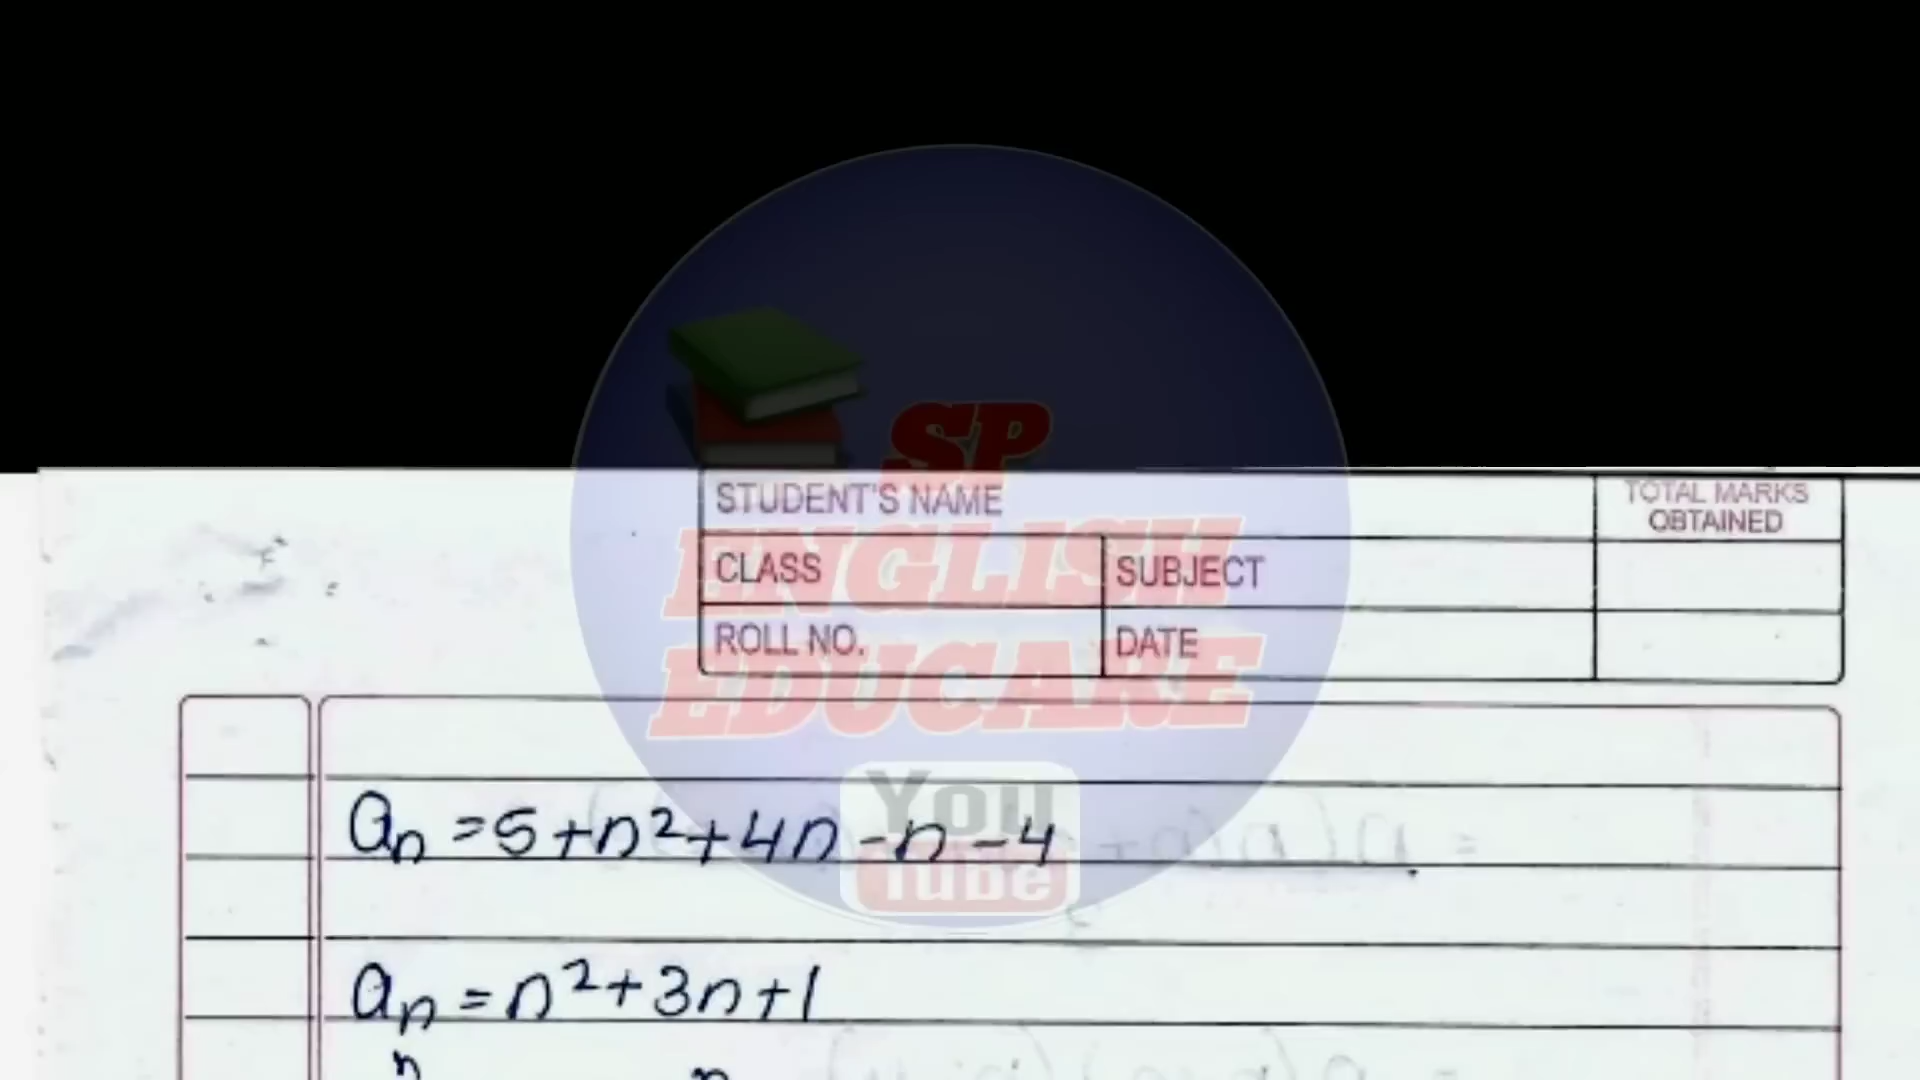 SP
STUDENT'S NAME
TOTAL MARKS
OBTAINED
ENGLISH
CLASS
SUBJECT
ROLL NO.
DATE
EDUCARE
You
Tube
aₙ = 5 + n² + 4n - n - 4
aₙ = n² + 3n + 1
n
n